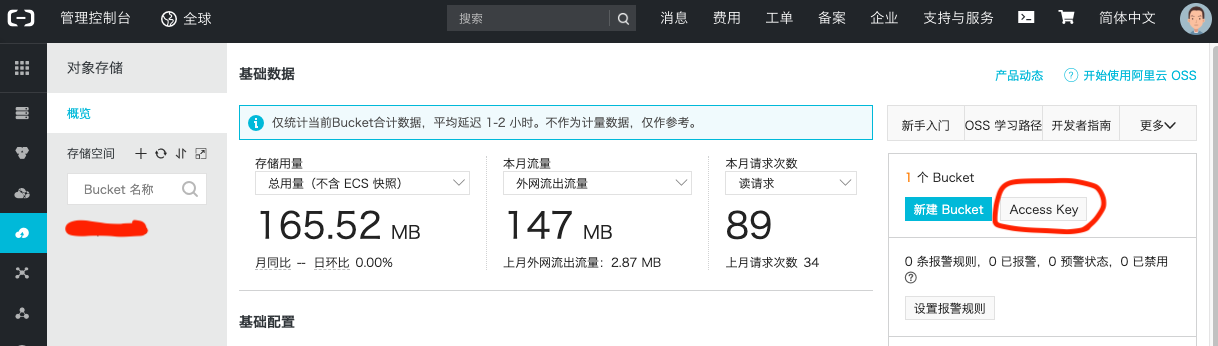 管理控制台 全球 搜索 消息 费用 工单 备案 企业 支持与服务 简体中文
对象存储
概览
存储空间
Bucket 名称
基础数据
产品动态 开始使用阿里云 OSS
仅统计当前Bucket合计数据，平均延迟 1-2 小时。不作为计量数据，仅作参考。
存储用量
总用量（不含 ECS 快照）
165.52 MB
月同比 -- 日环比 0.00%
本月流量
外网流出流量
147 MB
上月外网流出流量：2.87 MB
本月请求次数
读请求
89
上月请求次数 34
新手入门 OSS 学习路径 开发者指南 更多
1 个 Bucket
新建 Bucket Access Key
0 条报警规则，0 已报警，0 预警状态，0 已禁用
设置报警规则
基础配置